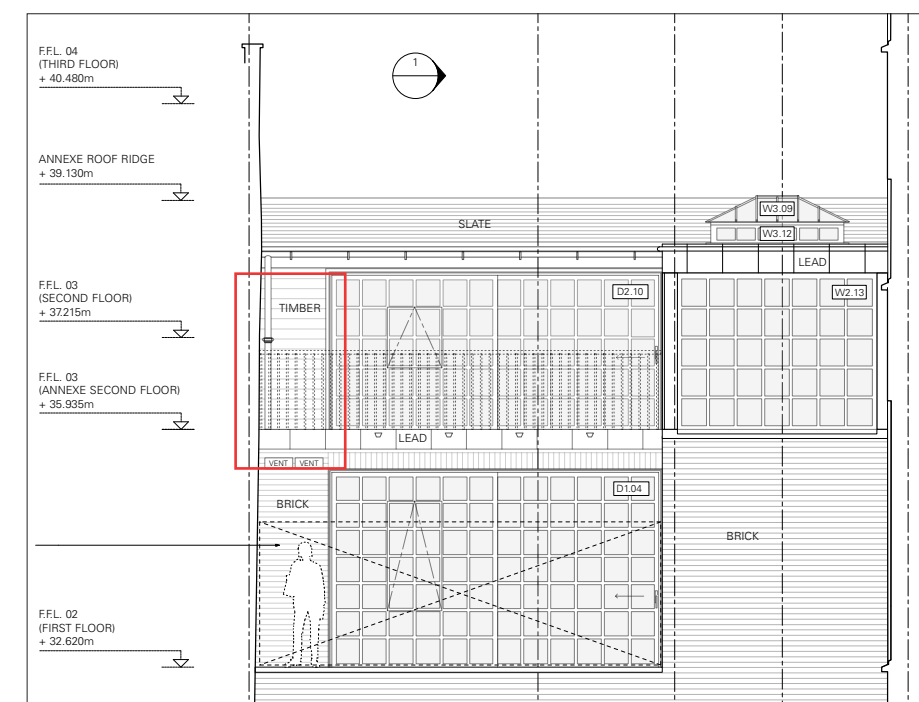 F.F.L. 04
(THIRD FLOOR)
+ 40.480m
1
ANNEXE ROOF RIDGE
+ 39.130m
SLATE
W3.09
W3.12
LEAD
F.F.L. 03
(SECOND FLOOR)
+ 37.215m
TIMBER
D2.10
W2.13
F.F.L. 03
(ANNEXE SECOND FLOOR)
+ 35.935m
LEAD
VENT VENT
D1.04
BRICK
BRICK
F.F.L. 02
(FIRST FLOOR)
+ 32.620m